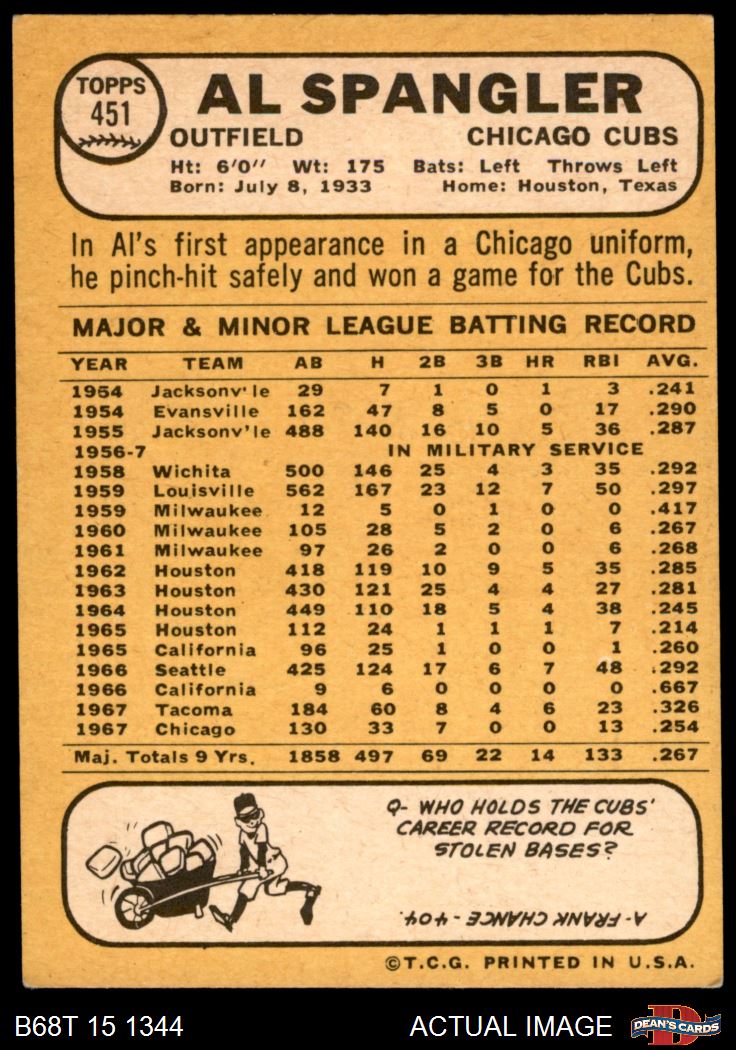 TOPPS
451
AL SPANGLER
OUTFIELD CHICAGO CUBS
Ht: 6'0'' Wt: 175 Bats: Left Throws Left
Born: July 8, 1933 Home: Houston, Texas
In Al's first appearance in a Chicago uniform,
he pinch-hit safely and won a game for the Cubs.
MAJOR & MINOR LEAGUE BATTING RECORD
YEAR TEAM AB H 2B 3B HR RBI AVG.
1954 Jacksonv'le 29 7 1 0 1 3 .241
1954 Evansville 162 47 8 5 0 17 .290
1955 Jacksonv'le 488 140 16 10 5 36 .287
1956-7 IN MILITARY SERVICE
1958 Wichita 500 146 25 4 3 35 .292
1959 Louisville 562 167 23 12 7 50 .297
1959 Milwaukee 12 5 0 1 0 0 .417
1960 Milwaukee 105 28 5 2 0 6 .267
1961 Milwaukee 97 26 2 0 0 6 .268
1962 Houston 418 119 10 9 5 35 .285
1963 Houston 430 121 25 4 4 27 .281
1964 Houston 449 110 18 5 4 38 .245
1965 Houston 112 24 1 1 1 7 .214
1965 California 96 25 1 0 0 1 .260
1966 Seattle 425 124 17 6 7 48 .292
1966 California 9 6 0 0 0 0 .667
1967 Tacoma 184 60 8 4 6 23 .326
1967 Chicago 130 33 7 0 0 13 .254
Maj. Totals 9 Yrs. 1858 497 69 22 14 133 .267
Q- WHO HOLDS THE CUBS'
CAREER RECORD FOR
STOLEN BASES?
A-FRANK CHANCE-404.
©T.C.G. PRINTED IN U.S.A.
B68T 15 1344 ACTUAL IMAGE DEAN'S CARDS